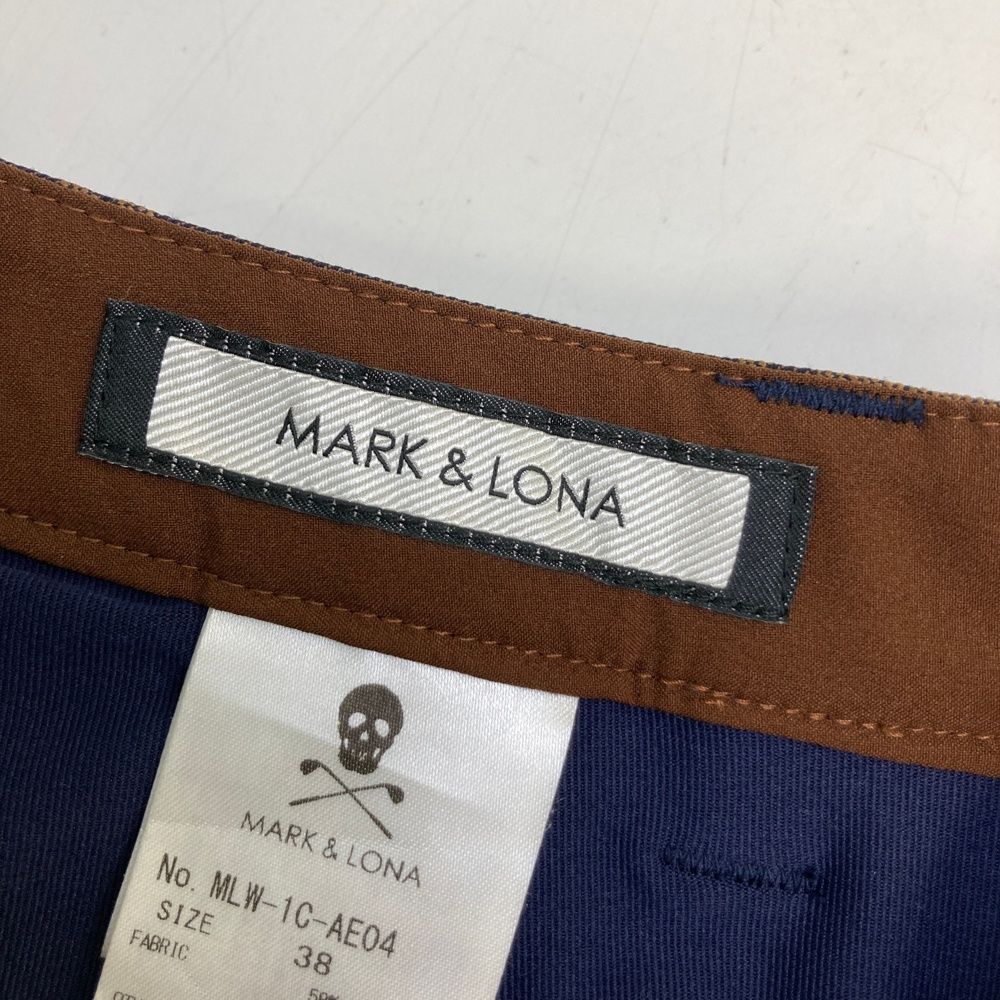 MARK & LONA
MARK & LONA
No. MLW-1C-AE04
SIZE 38
FABRIC